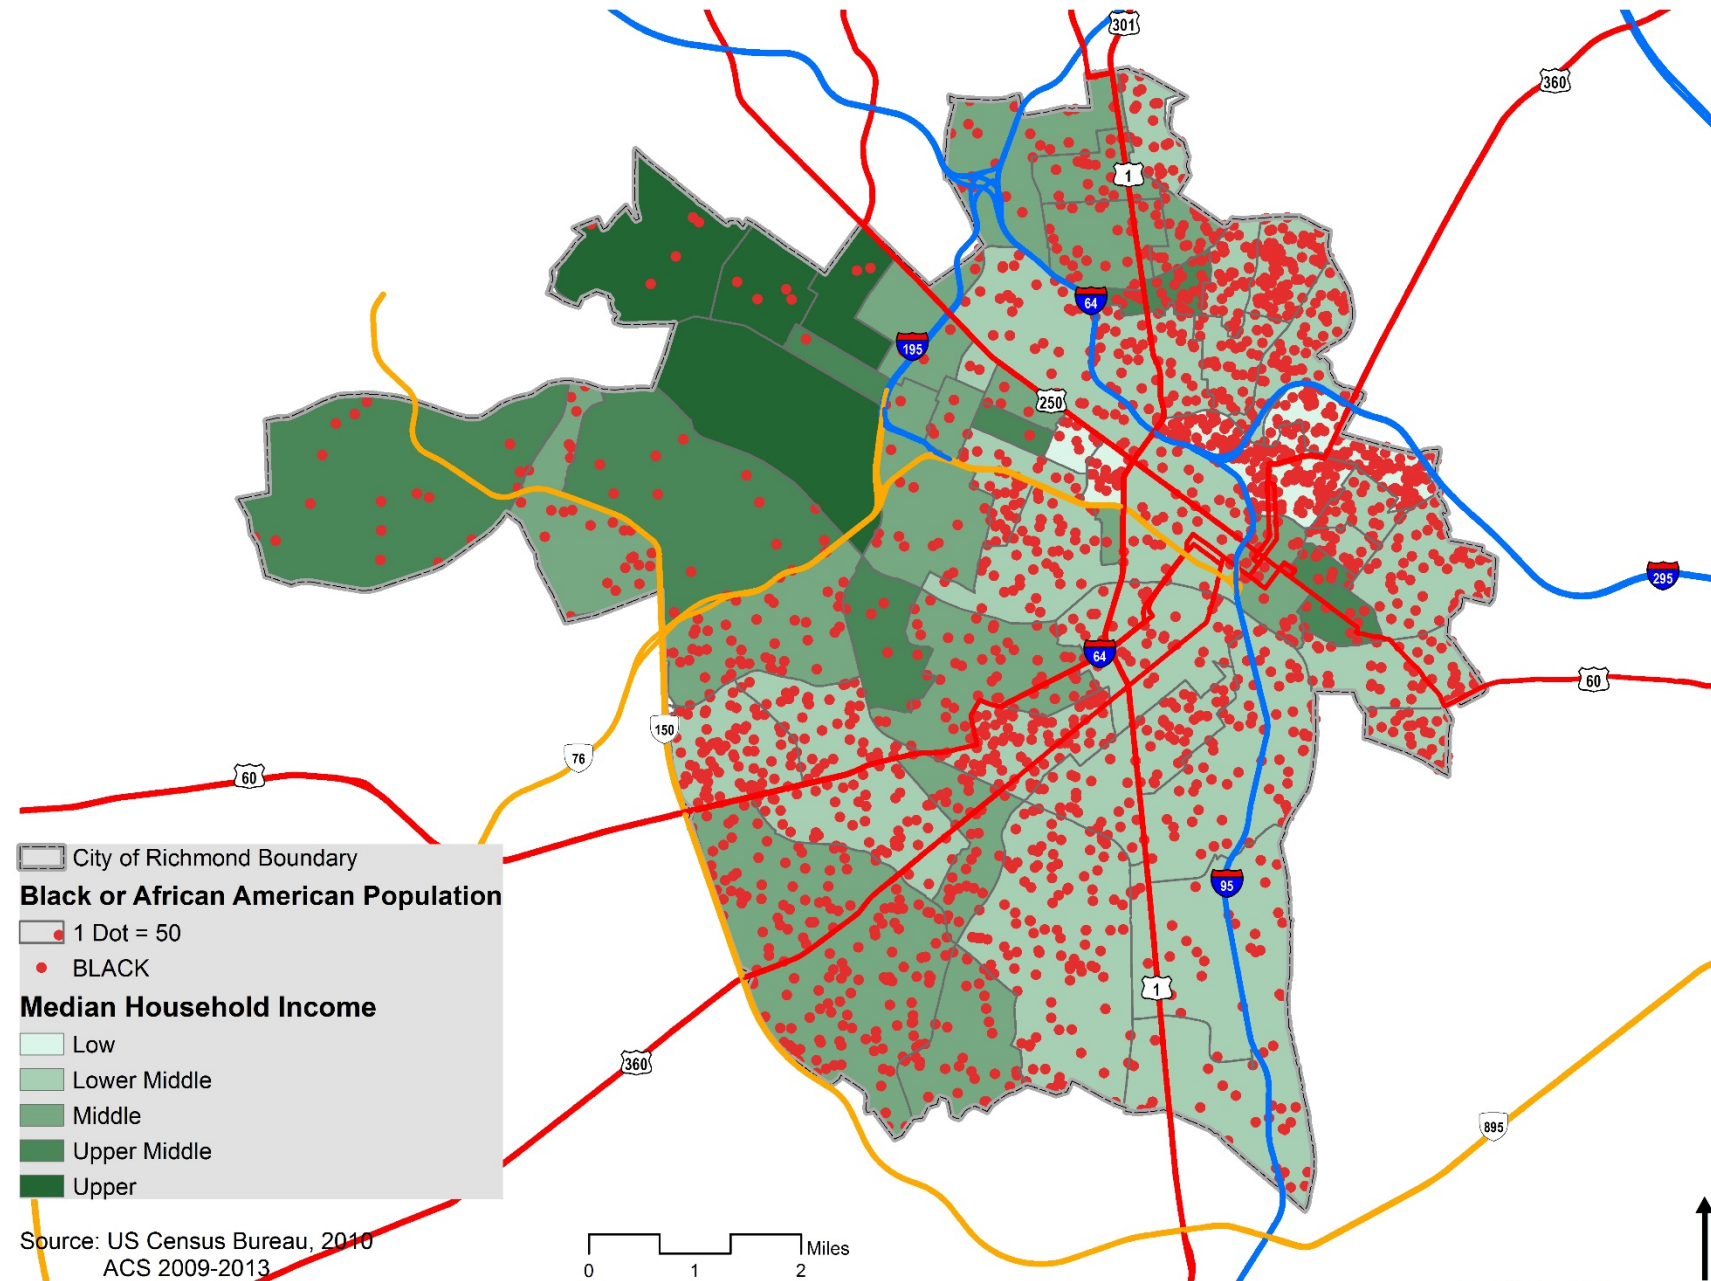 301
360
1
64
195
250
295
64
60
150
76
60
95
1
360
895
City of Richmond Boundary
Black or African American Population
1 Dot = 50
BLACK
Median Household Income
Low
Lower Middle
Middle
Upper Middle
Upper
Source: US Census Bureau, 2010
ACS 2009-2013
Miles
0 1 2